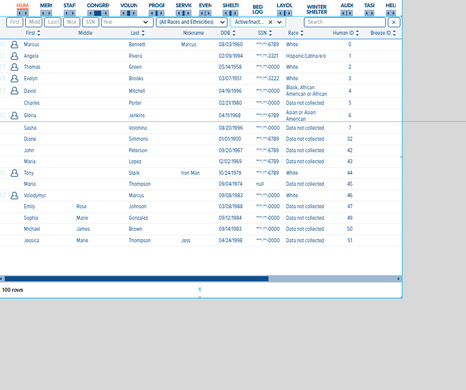 HUM MERI STAF CONGRE VOLUN PROGF SERVIC EVEN SHELTI BED LOG LAYOU WINTER SHELTER AUDI TASI HELI
First Midd Last Nick SSN Year (All Races and Ethnicities) Active/Inact... Search
First Middle Last Nickname DOB SSN Race Human ID Breeze ID
Marcus Bennett Marcus 08/03/1960 ***-**-6789 White 0
Angela Rivera 02/09/1994 ***-**-3321 Hispanic/Latina/e/o 1
Thomas Green 05/14/1958 ***-**-0000 White 2
Evelyn Brooks 03/07/1951 ***-**-3222 White 3
David Mitchell 04/19/1996 ***-**-0000 Black, African American or African 4
Charles Porter 02/21/1980 ***-**-0000 Data not collected 5
Gloria Jenkins 04/11/1968 ***-**-6789 Asian or Asian American 6
Sasha Volohina 08/20/1996 ***-**-0000 Data not collected 7
Diane Simmons 01/01/1900 ***-**-6789 Data not collected 32
John Peterson 09/20/1967 ***-**-6789 Data not collected 42
Maria Lopez 12/02/1969 ***-**-6789 Data not collected 43
Tony Stark Iron Man 10/24/1979 ***-**-6789 White 44
Maria Thompson 09/04/1974 null Data not collected 45
Volodymyr Marcus 09/08/1983 ***-**-0000 White 46
Emily Rose Johnson 03/08/1988 ***-**-0000 Data not collected 47
Sophia Marie Gonzalez 09/12/1984 ***-**-0000 Data not collected 49
Michael James Brown 09/14/1983 ***-**-0000 Data not collected 50
Jessica Marie Thompson Jess 04/24/1998 ***-**-0000 Data not collected 51
100 rows 1